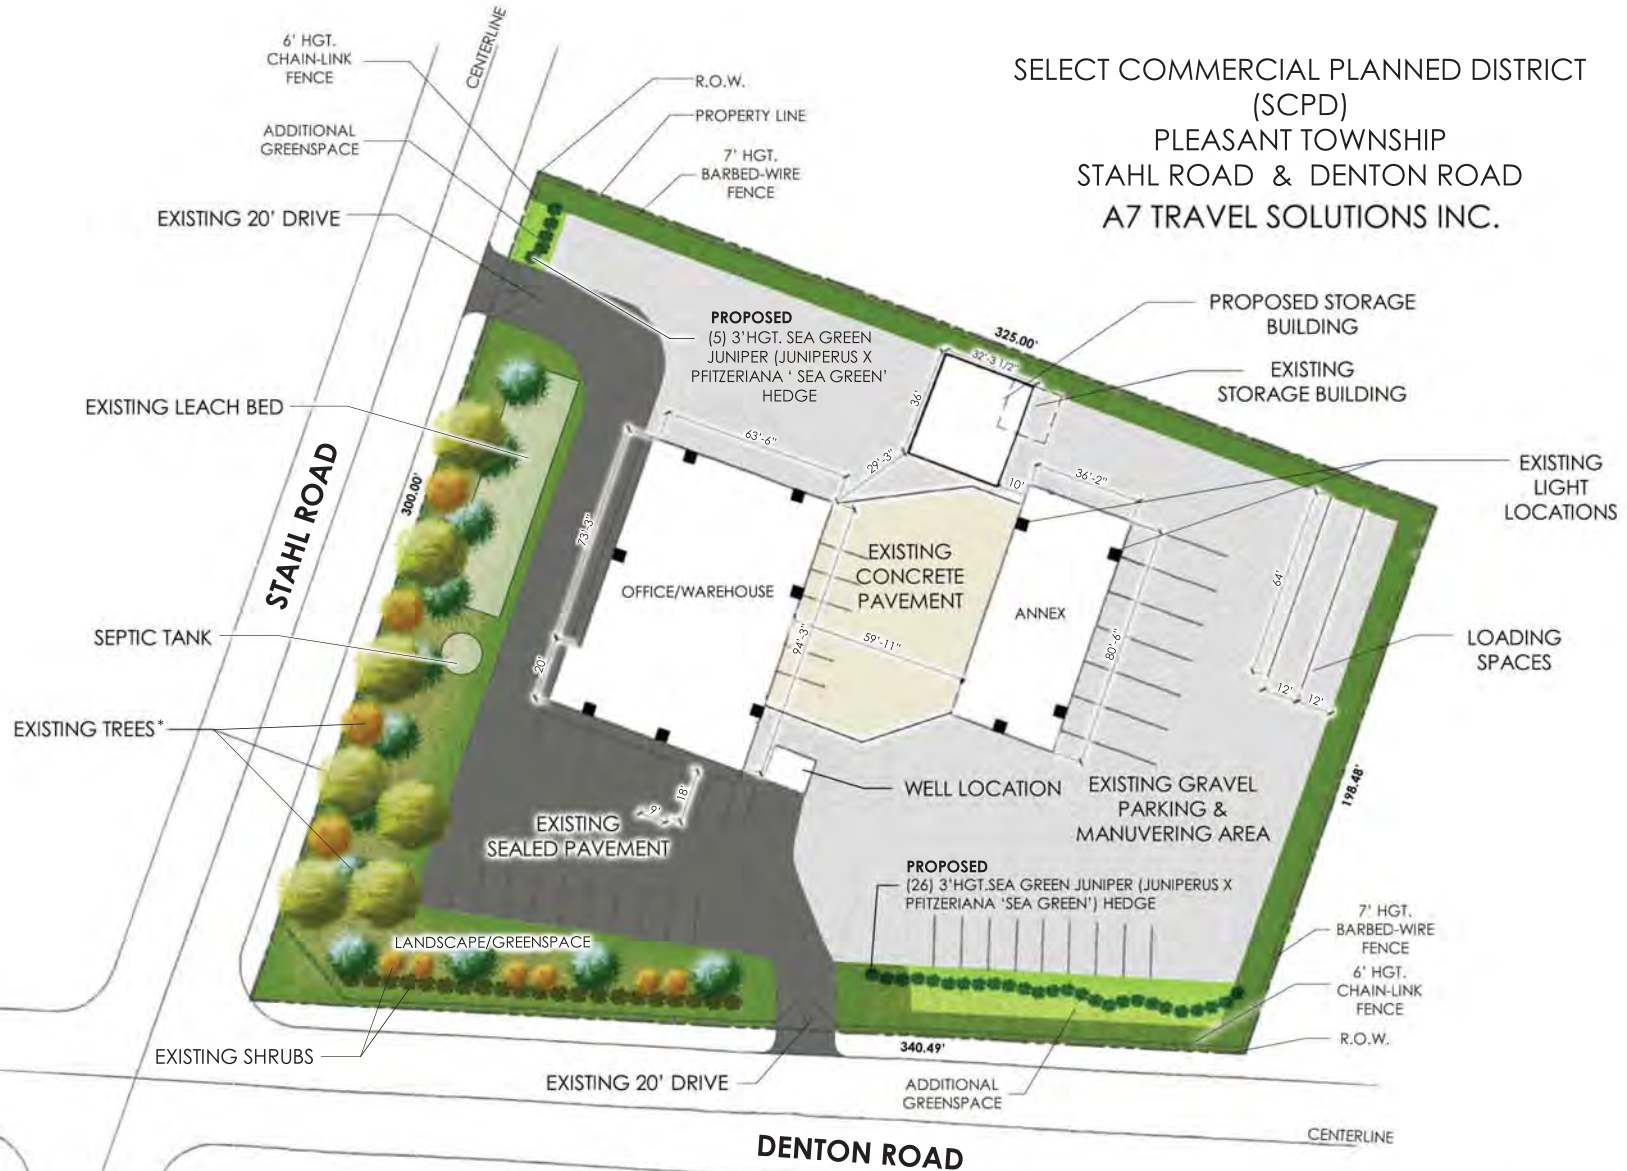 SELECT COMMERCIAL PLANNED DISTRICT
(SCPD)
PLEASANT TOWNSHIP
STAHL ROAD & DENTON ROAD
A7 TRAVEL SOLUTIONS INC.
6' HGT.
CHAIN-LINK
FENCE
CENTERLINE
R.O.W.
PROPERTY LINE
ADDITIONAL
GREENSPACE
7' HGT.
BARBED-WIRE
FENCE
EXISTING 20' DRIVE
PROPOSED
(5) 3'HGT. SEA GREEN
JUNIPER (JUNIPERUS X
PFITZERIANA ' SEA GREEN'
HEDGE
325.00'
32'-3 1/2"
36'
PROPOSED STORAGE
BUILDING
EXISTING
STORAGE BUILDING
EXISTING LEACH BED
300.00'
STAHL ROAD
63'-6"
29'-3"
10'
36'-2"
EXISTING
LIGHT
LOCATIONS
73'-3"
OFFICE/WAREHOUSE
EXISTING
CONCRETE
PAVEMENT
ANNEX
64'
SEPTIC TANK
20'
94'-3"
59'-11"
80'-6"
LOADING
SPACES
12'
12'
EXISTING TREES*
198.48'
WELL LOCATION
EXISTING GRAVEL
PARKING &
MANUVERING AREA
9'
18'
EXISTING
SEALED PAVEMENT
PROPOSED
(26) 3'HGT.SEA GREEN JUNIPER (JUNIPERUS X
PFITZERIANA 'SEA GREEN') HEDGE
LANDSCAPE/GREENSPACE
7' HGT.
BARBED-WIRE
FENCE
6' HGT.
CHAIN-LINK
FENCE
R.O.W.
EXISTING SHRUBS
340.49'
EXISTING 20' DRIVE
ADDITIONAL
GREENSPACE
CENTERLINE
DENTON ROAD